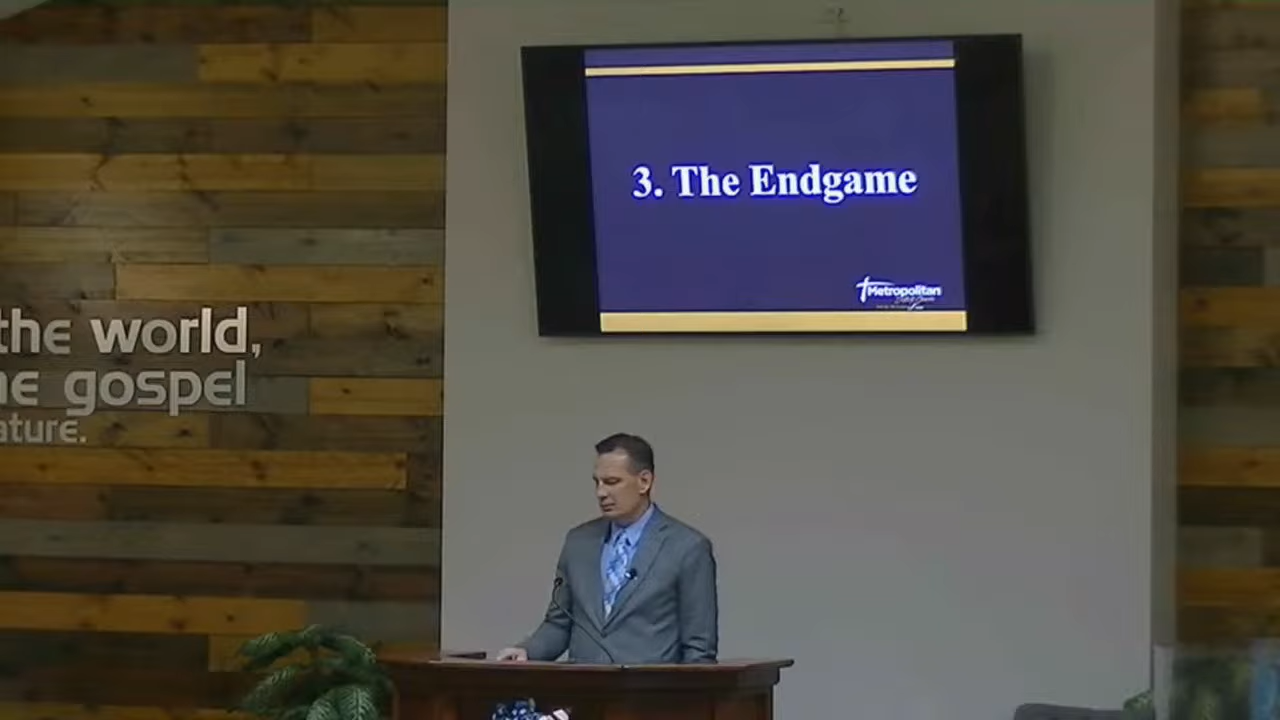 3. The Endgame
Metropolitan
the world,
gospel
ature.